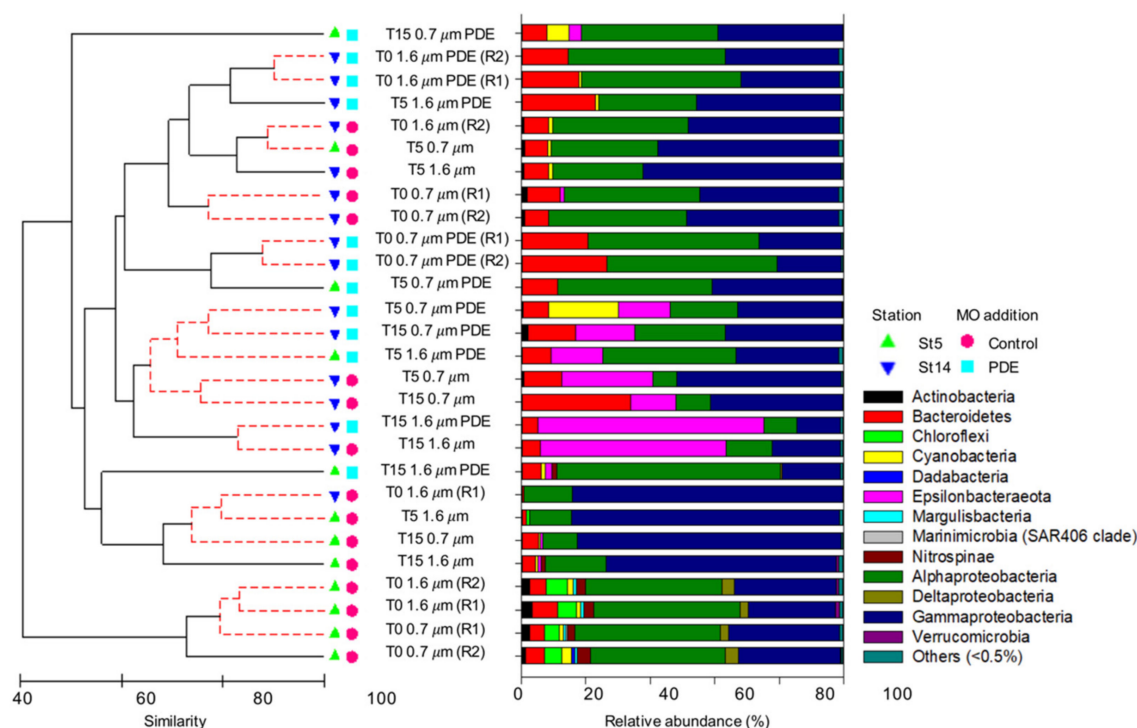 T15 0.7 µm PDE
T0 1.6 µm PDE (R2)
T0 1.6 µm PDE (R1)
T5 1.6 µm PDE
T0 1.6 µm (R2)
T5 0.7 µm
T5 1.6 µm
T0 0.7 µm (R1)
T0 0.7 µm (R2)
T0 0.7 µm PDE (R1)
T0 0.7 µm PDE (R2)
T5 0.7 µm PDE
T5 0.7 µm PDE
T15 0.7 µm PDE
T5 1.6 µm PDE
T5 0.7 µm
T15 0.7 µm
T15 1.6 µm PDE
T15 1.6 µm
T15 1.6 µm PDE
T0 1.6 µm (R1)
T5 1.6 µm
T15 0.7 µm
T15 1.6 µm
T0 1.6 µm (R2)
T0 1.6 µm (R1)
T0 0.7 µm (R1)
T0 0.7 µm (R2)
40 60 80 100
Similarity
0 20 40 60 80 100
Relative abundance (%)
Station MO addition
St5 Control
St14 PDE
Actinobacteria
Bacteroidetes
Chloroflexi
Cyanobacteria
Dadabacteria
Epsilonbacteraeota
Margulisbacteria
Marinimicrobia (SAR406 clade)
Nitrospinae
Alphaproteobacteria
Deltaproteobacteria
Gammaproteobacteria
Verrucomicrobia
Others (<0.5%)